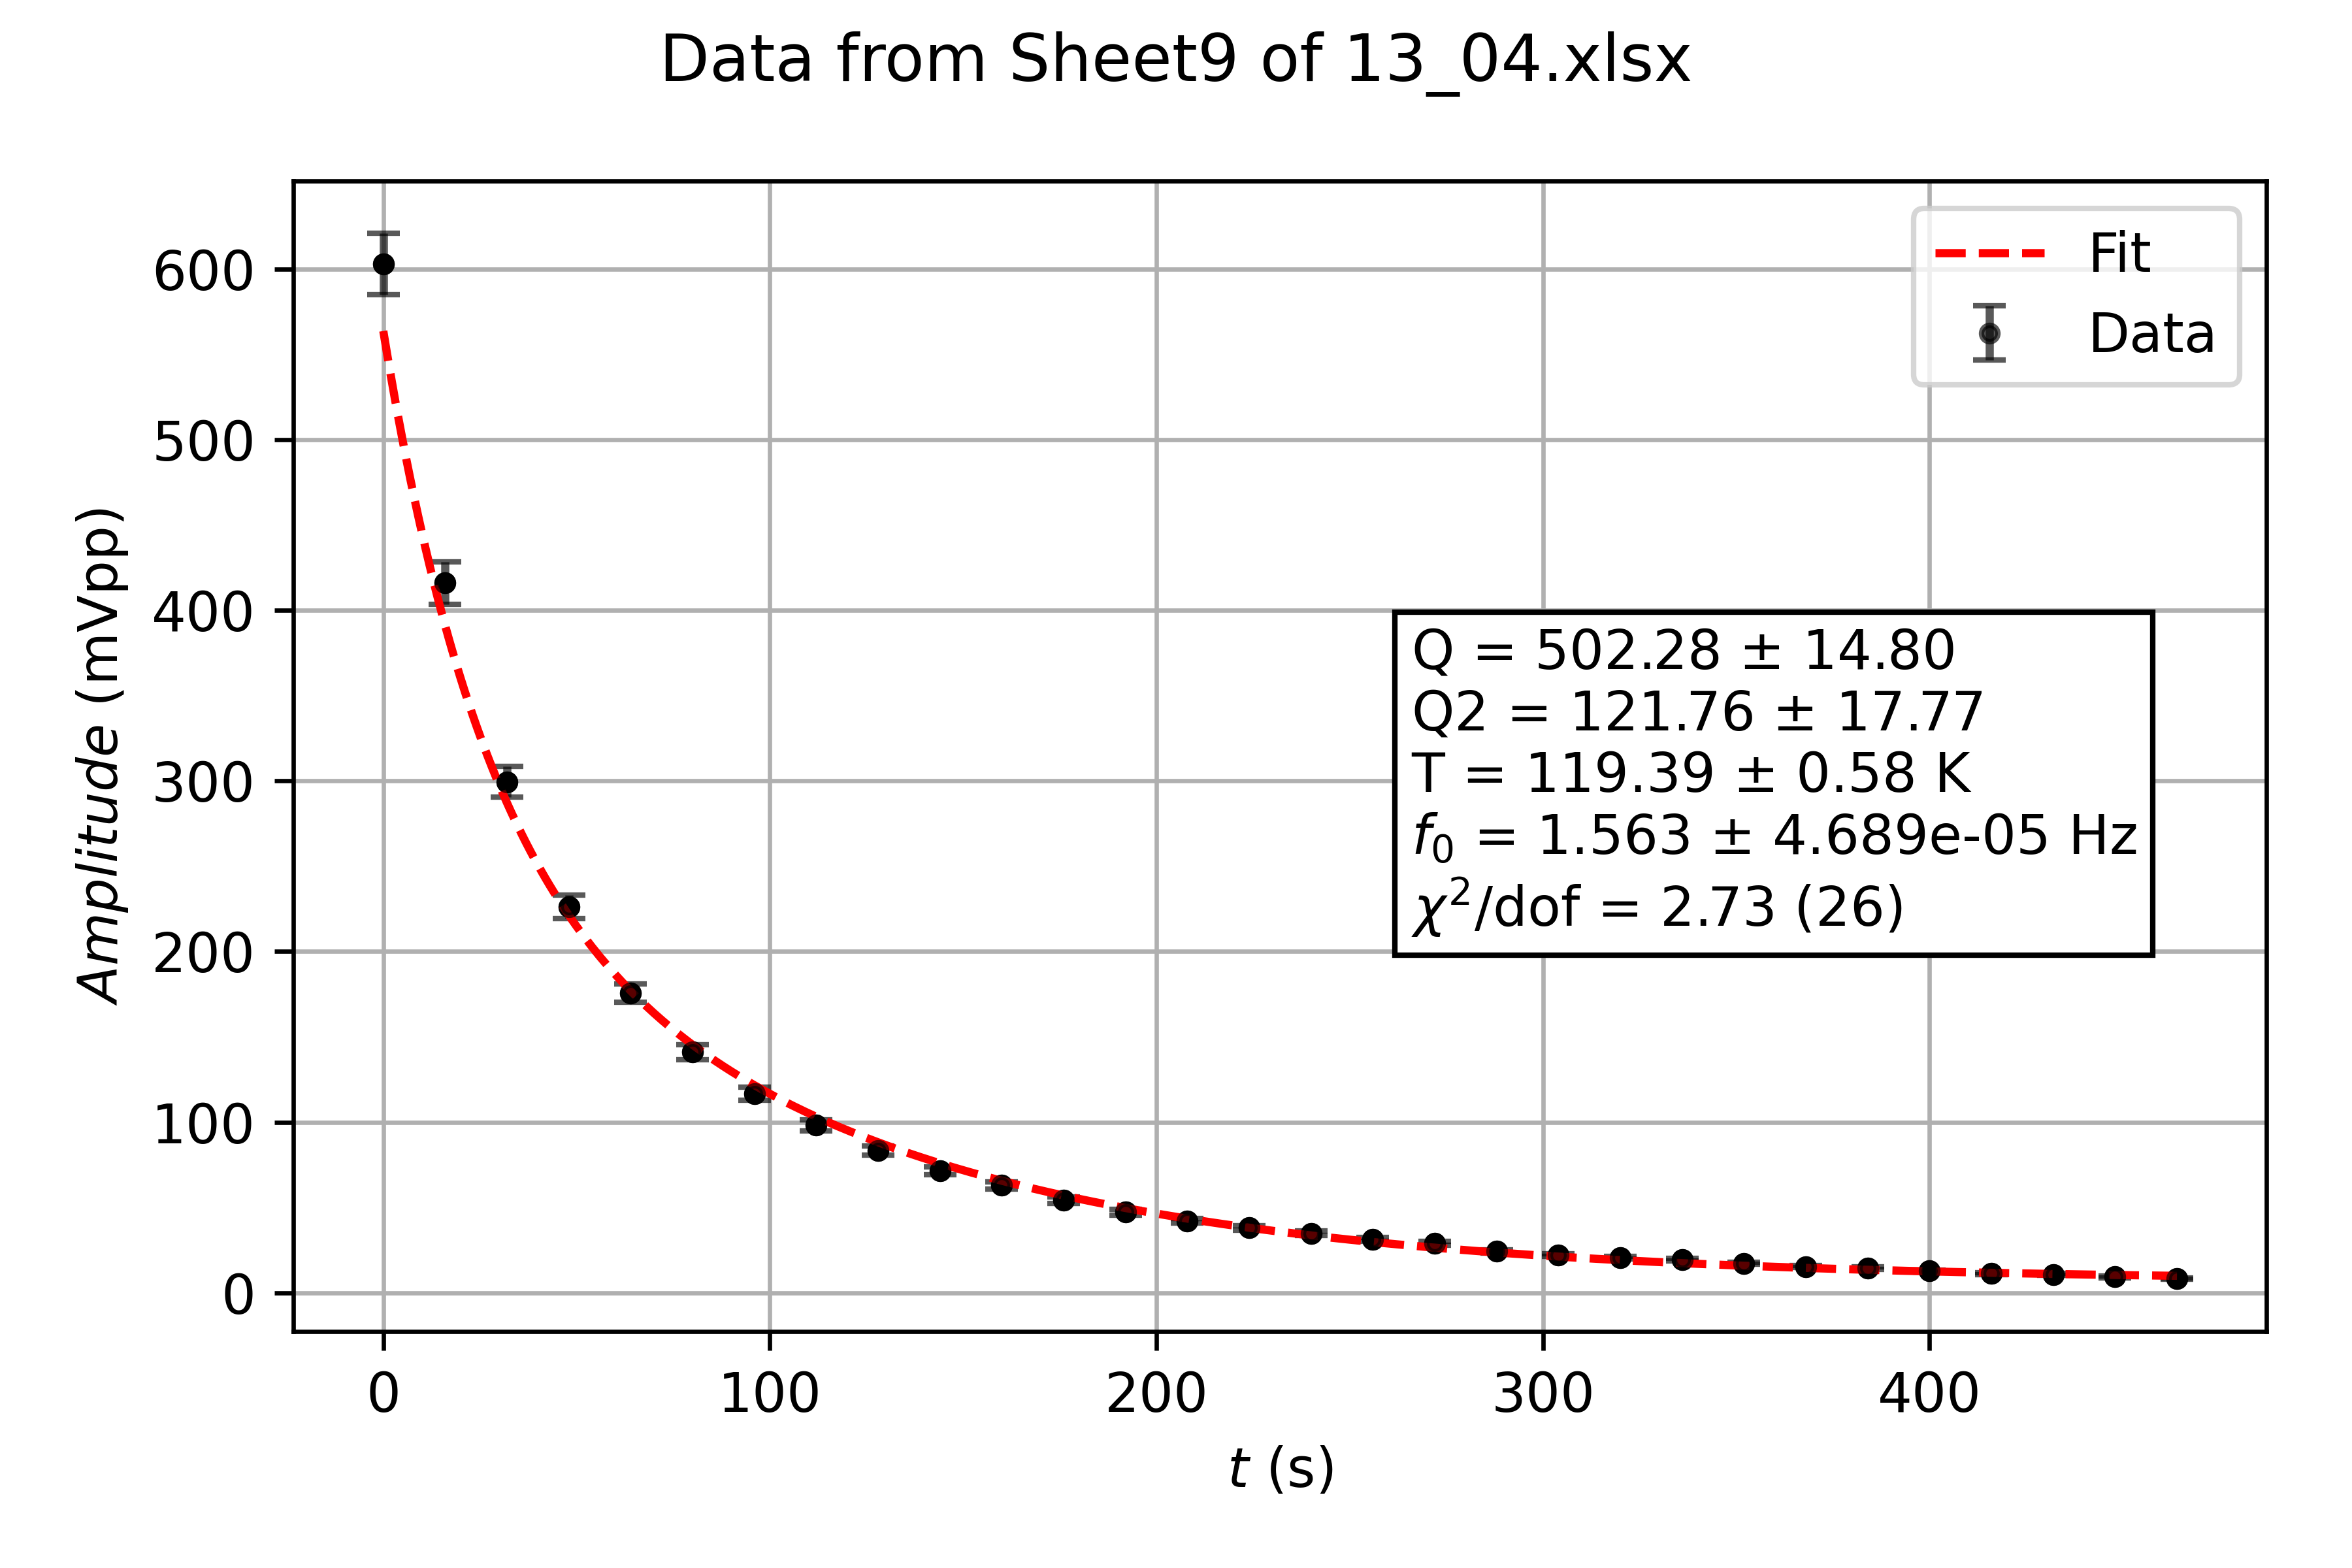 Data from Sheet9 of 13_04.xlsx
600
500
400
300
200
100
0
Amplitude (mVpp)
Fit
Data
Q = 502.28 ± 14.80
Q2 = 121.76 ± 17.77
T = 119.39 ± 0.58 K
f₀ = 1.563 ± 4.689e-05 Hz
χ²/dof = 2.73 (26)
0 100 200 300 400
t (s)